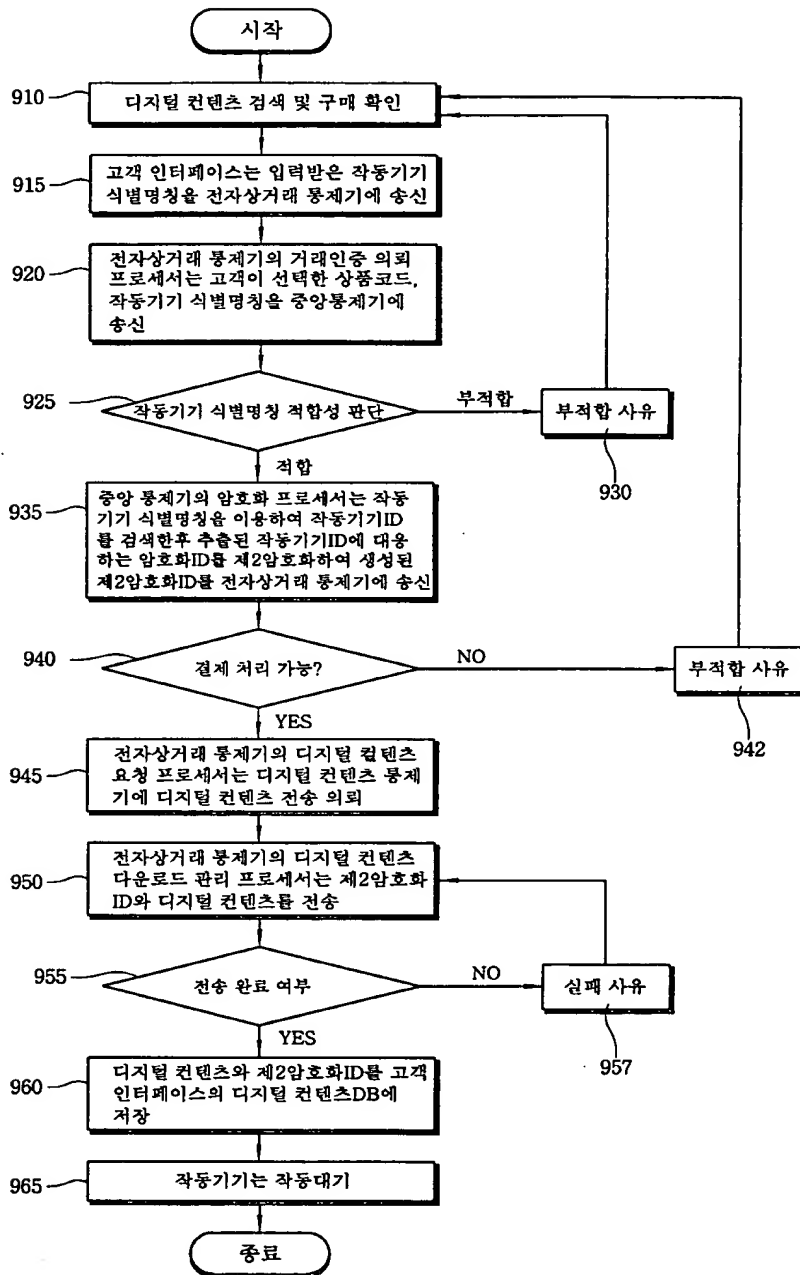 시작
910
디지털 컨텐츠 검색 및 구매 확인
915
고객 인터페이스는 입력받은 작동기기
식별명칭을 전자상거래 통제기에 송신
920
전자상거래 통제기의 거래인증 의뢰
프로세서는 고객이 선택한 상품코드,
작동기기 식별명칭을 중앙통제기에
송신
925
작동기기 식별명칭 적합성 판단
부적합
부적합 사유
930
적합
935
중앙 통제기의 암호화 프로세서는 작동
기기 식별명칭을 이용하여 작동기기ID
를 검색한후 추출된 작동기기ID에 대응
하는 암호화ID를 제2암호화하여 생성된
제2암호화ID를 전자상거래 통제기에 송신
940
결제 처리 가능?
NO
부적합 사유
942
YES
945
전자상거래 통제기의 디지털 컨텐츠
요청 프로세서는 디지털 컨텐츠 통제
기에 디지털 컨텐츠 전송 의뢰
950
전자상거래 통제기의 디지털 컨텐츠
다운로드 관리 프로세서는 제2암호화
ID와 디지털 컨텐츠를 전송
955
전송 완료 여부
NO
실패 사유
957
YES
960
디지털 컨텐츠와 제2암호화ID를 고객
인터페이스의 디지털 컨텐츠DB에
저장
965
작동기기는 작동대기
종료